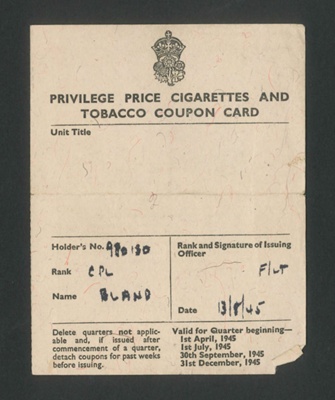 PRIVILEGE PRICE CIGARETTES AND
TOBACCO COUPON CARD
Unit Title
Holder's No. 980180
Rank CPL
Name BLAND
Rank and Signature of Issuing
Officer
F/LT
Date 13/8/45
Delete quarters not applic-
able and, if issued after
commencement of a quarter,
detach coupons for past weeks
before issuing.
Valid for Quarter beginning—
1st April, 1945
1st July, 1945
30th September, 1945
31st December, 1945